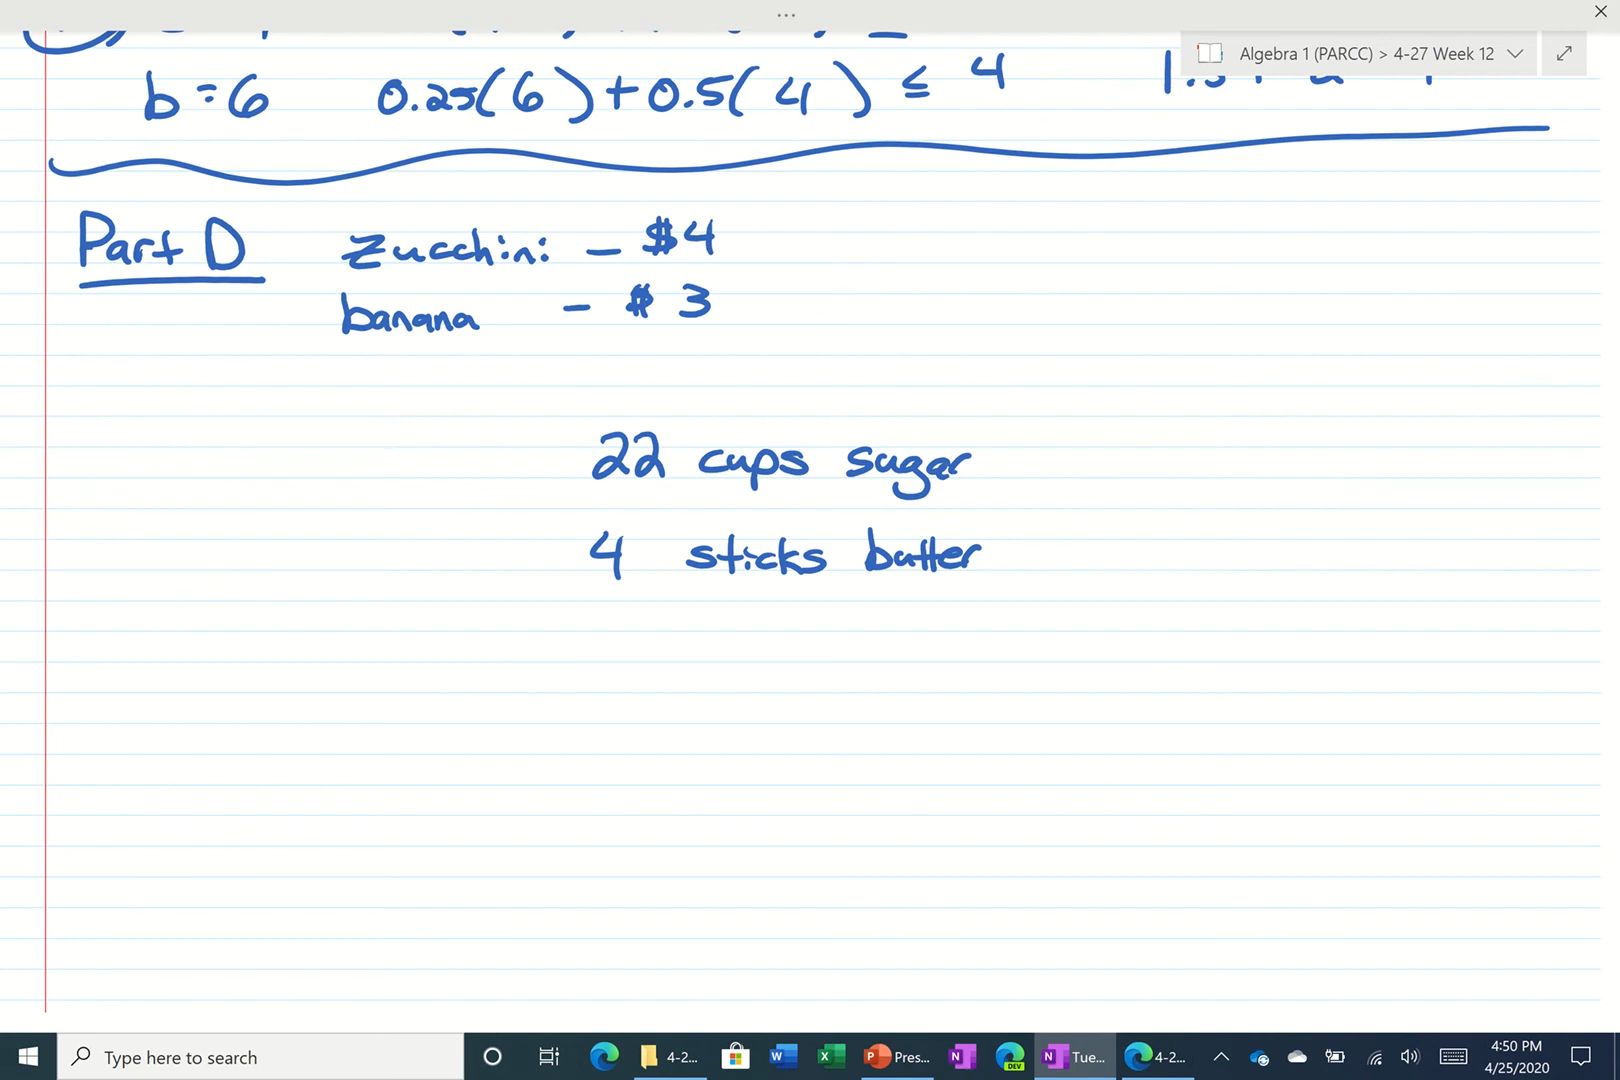 Algebra 1 (PARCC) > 4-27 Week 12
b = 6 0.25(6) + 0.5(4) ≤ 4
Part D zucchini - $4
banana - $3
22 cups sugar
4 sticks butter
Type here to search
4-2...
Pres...
DEV
Tue...
4-2...
4:50 PM
4/25/2020